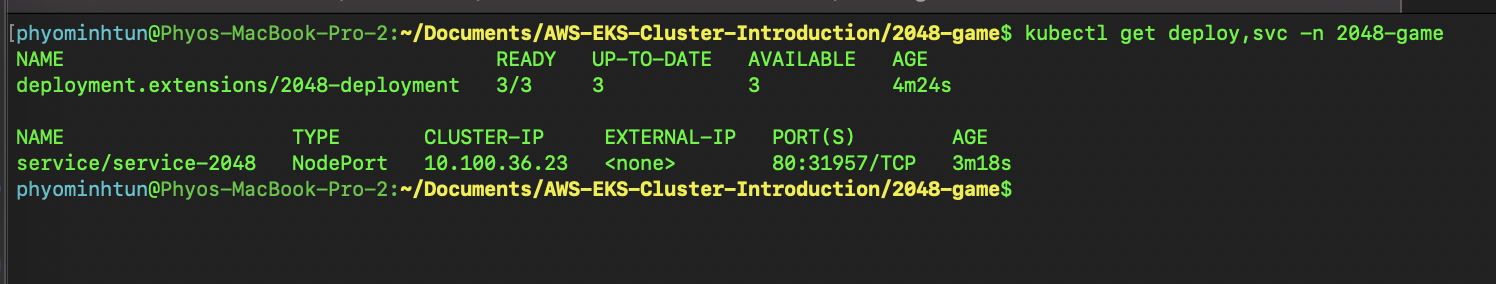 [phyominhtun@Phyos-MacBook-Pro-2:~/Documents/AWS-EKS-Cluster-Introduction/2048-game$ kubectl get deploy,svc -n 2048-game
NAME READY UP-TO-DATE AVAILABLE AGE
deployment.extensions/2048-deployment 3/3 3 3 4m24s
NAME TYPE CLUSTER-IP EXTERNAL-IP PORT(S) AGE
service/service-2048 NodePort 10.100.36.23 <none> 80:31957/TCP 3m18s
phyominhtun@Phyos-MacBook-Pro-2:~/Documents/AWS-EKS-Cluster-Introduction/2048-game$